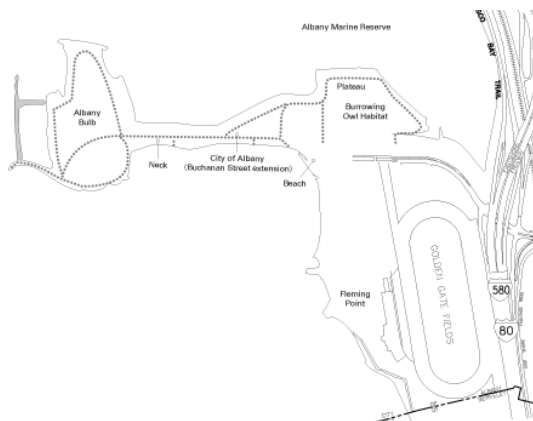 Albany Marine Reserve
BAY
TRAIL
Plateau
Albany
Bulb
Burrowing
Owl Habitat
Neck
City of Albany
(Buchanan Street extension)
Beach
GOLDEN GATE FIELDS
Fleming
Point
580
80